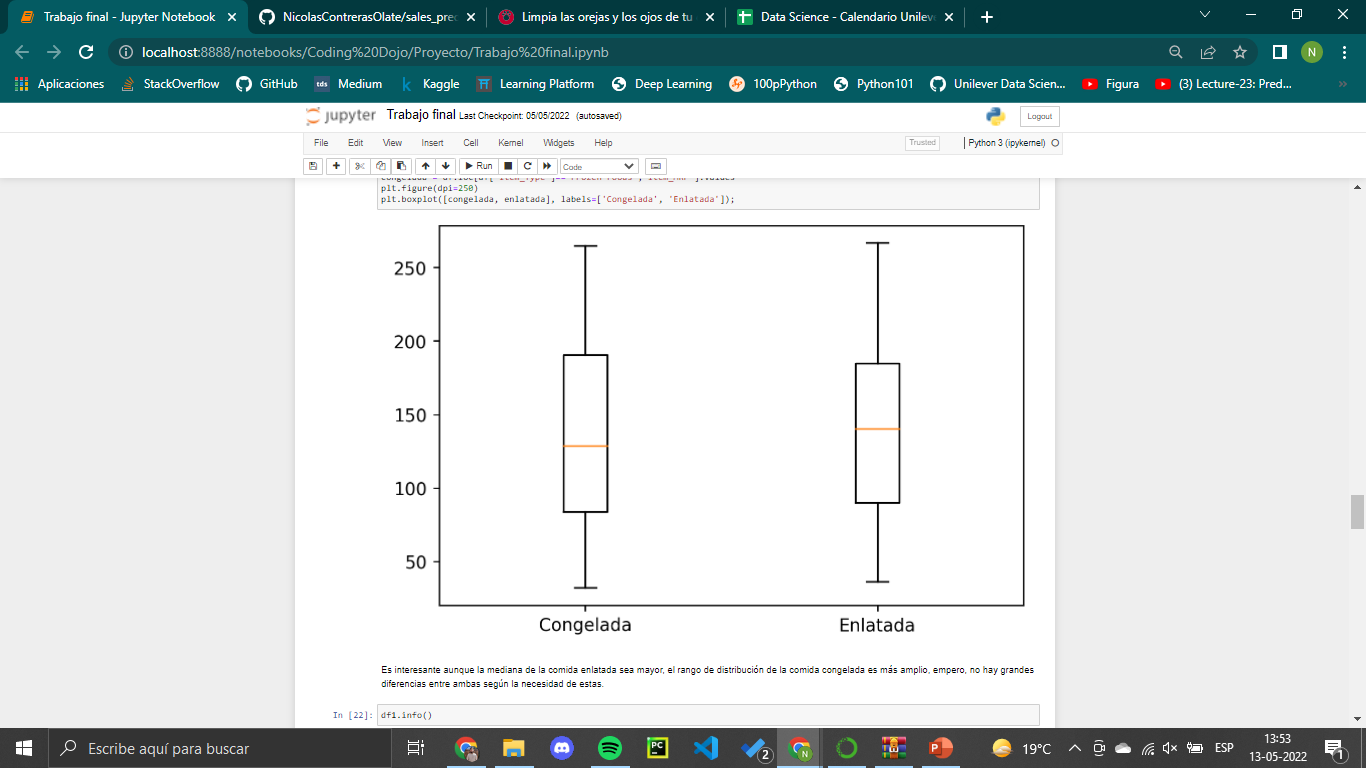 Trabajo final - Jupyter Notebook
NicolasContrerasOlate/sales_pred
Limpia las orejas y los ojos de tu
Data Science - Calendario Unileve
localhost:8888/notebooks/Coding%20Dojo/Proyecto/Trabajo%20final.ipynb
N
Aplicaciones
StackOverflow
GitHub
tds Medium
k Kaggle
Learning Platform
Deep Learning
100pPython
Python101
Unilever Data Scien...
Figura
(3) Lecture-23: Pred...
jupyter
Trabajo final Last Checkpoint: 05/05/2022 (autosaved)
Logout
File Edit View Insert Cell Kernel Widgets Help
Trusted
Python 3 (ipykernel)
Run
Code
plt.figure(dpi=250)
plt.boxplot([congelada, enlatada], labels=['Congelada', 'Enlatada']);
250
200
150
100
50
Congelada
Enlatada
Es interesante aunque la mediana de la comida enlatada sea mayor, el rango de distribución de la comida congelada es más amplio, empero, no hay grandes
diferencias entre ambas según la necesidad de estas.
In [22]: df1.info()
Escribe aquí para buscar
PC
2
N
P
19°C
ESP
13:53
13-05-2022
1